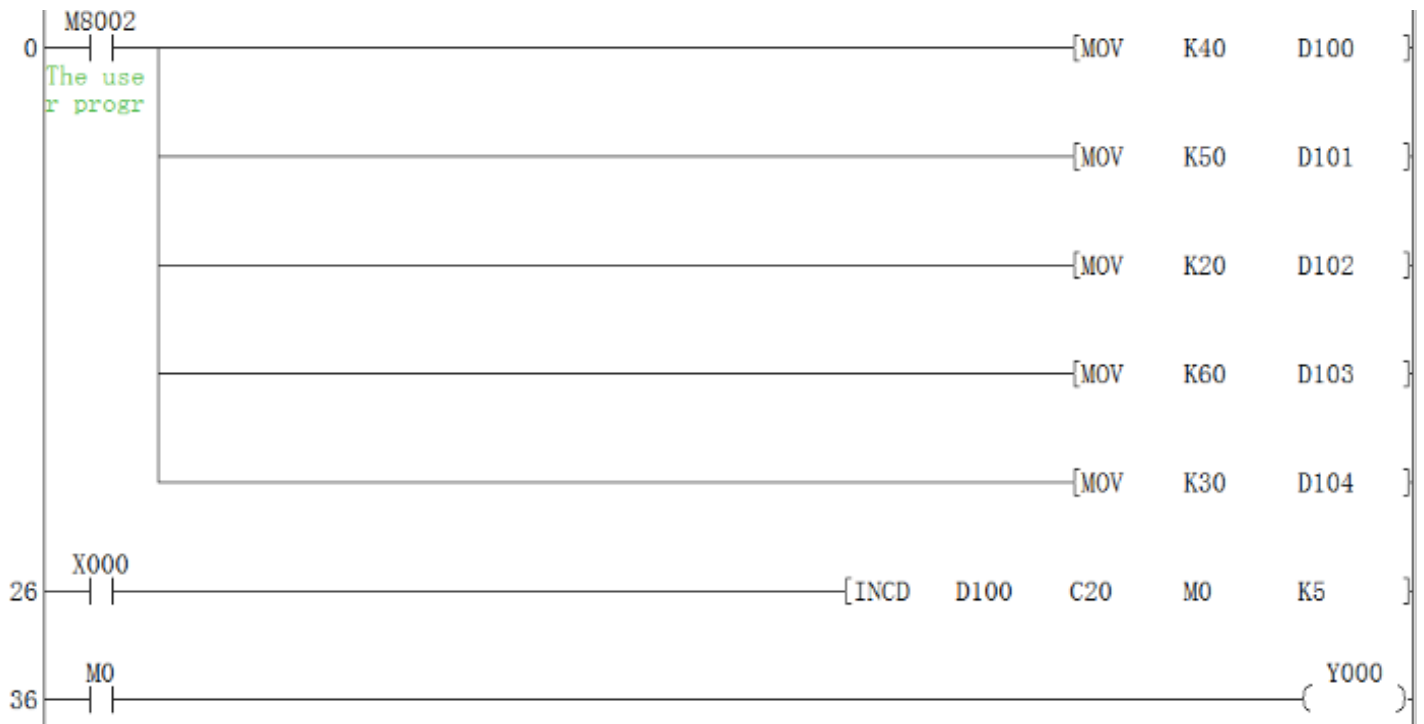 M8002
0 [MOV K40 D100 ]
The use
r progr
[MOV K50 D101 ]
[MOV K20 D102 ]
[MOV K60 D103 ]
[MOV K30 D104 ]
X000
26 [INCD D100 C20 M0 K5 ]
M0 Y000
36 ( )